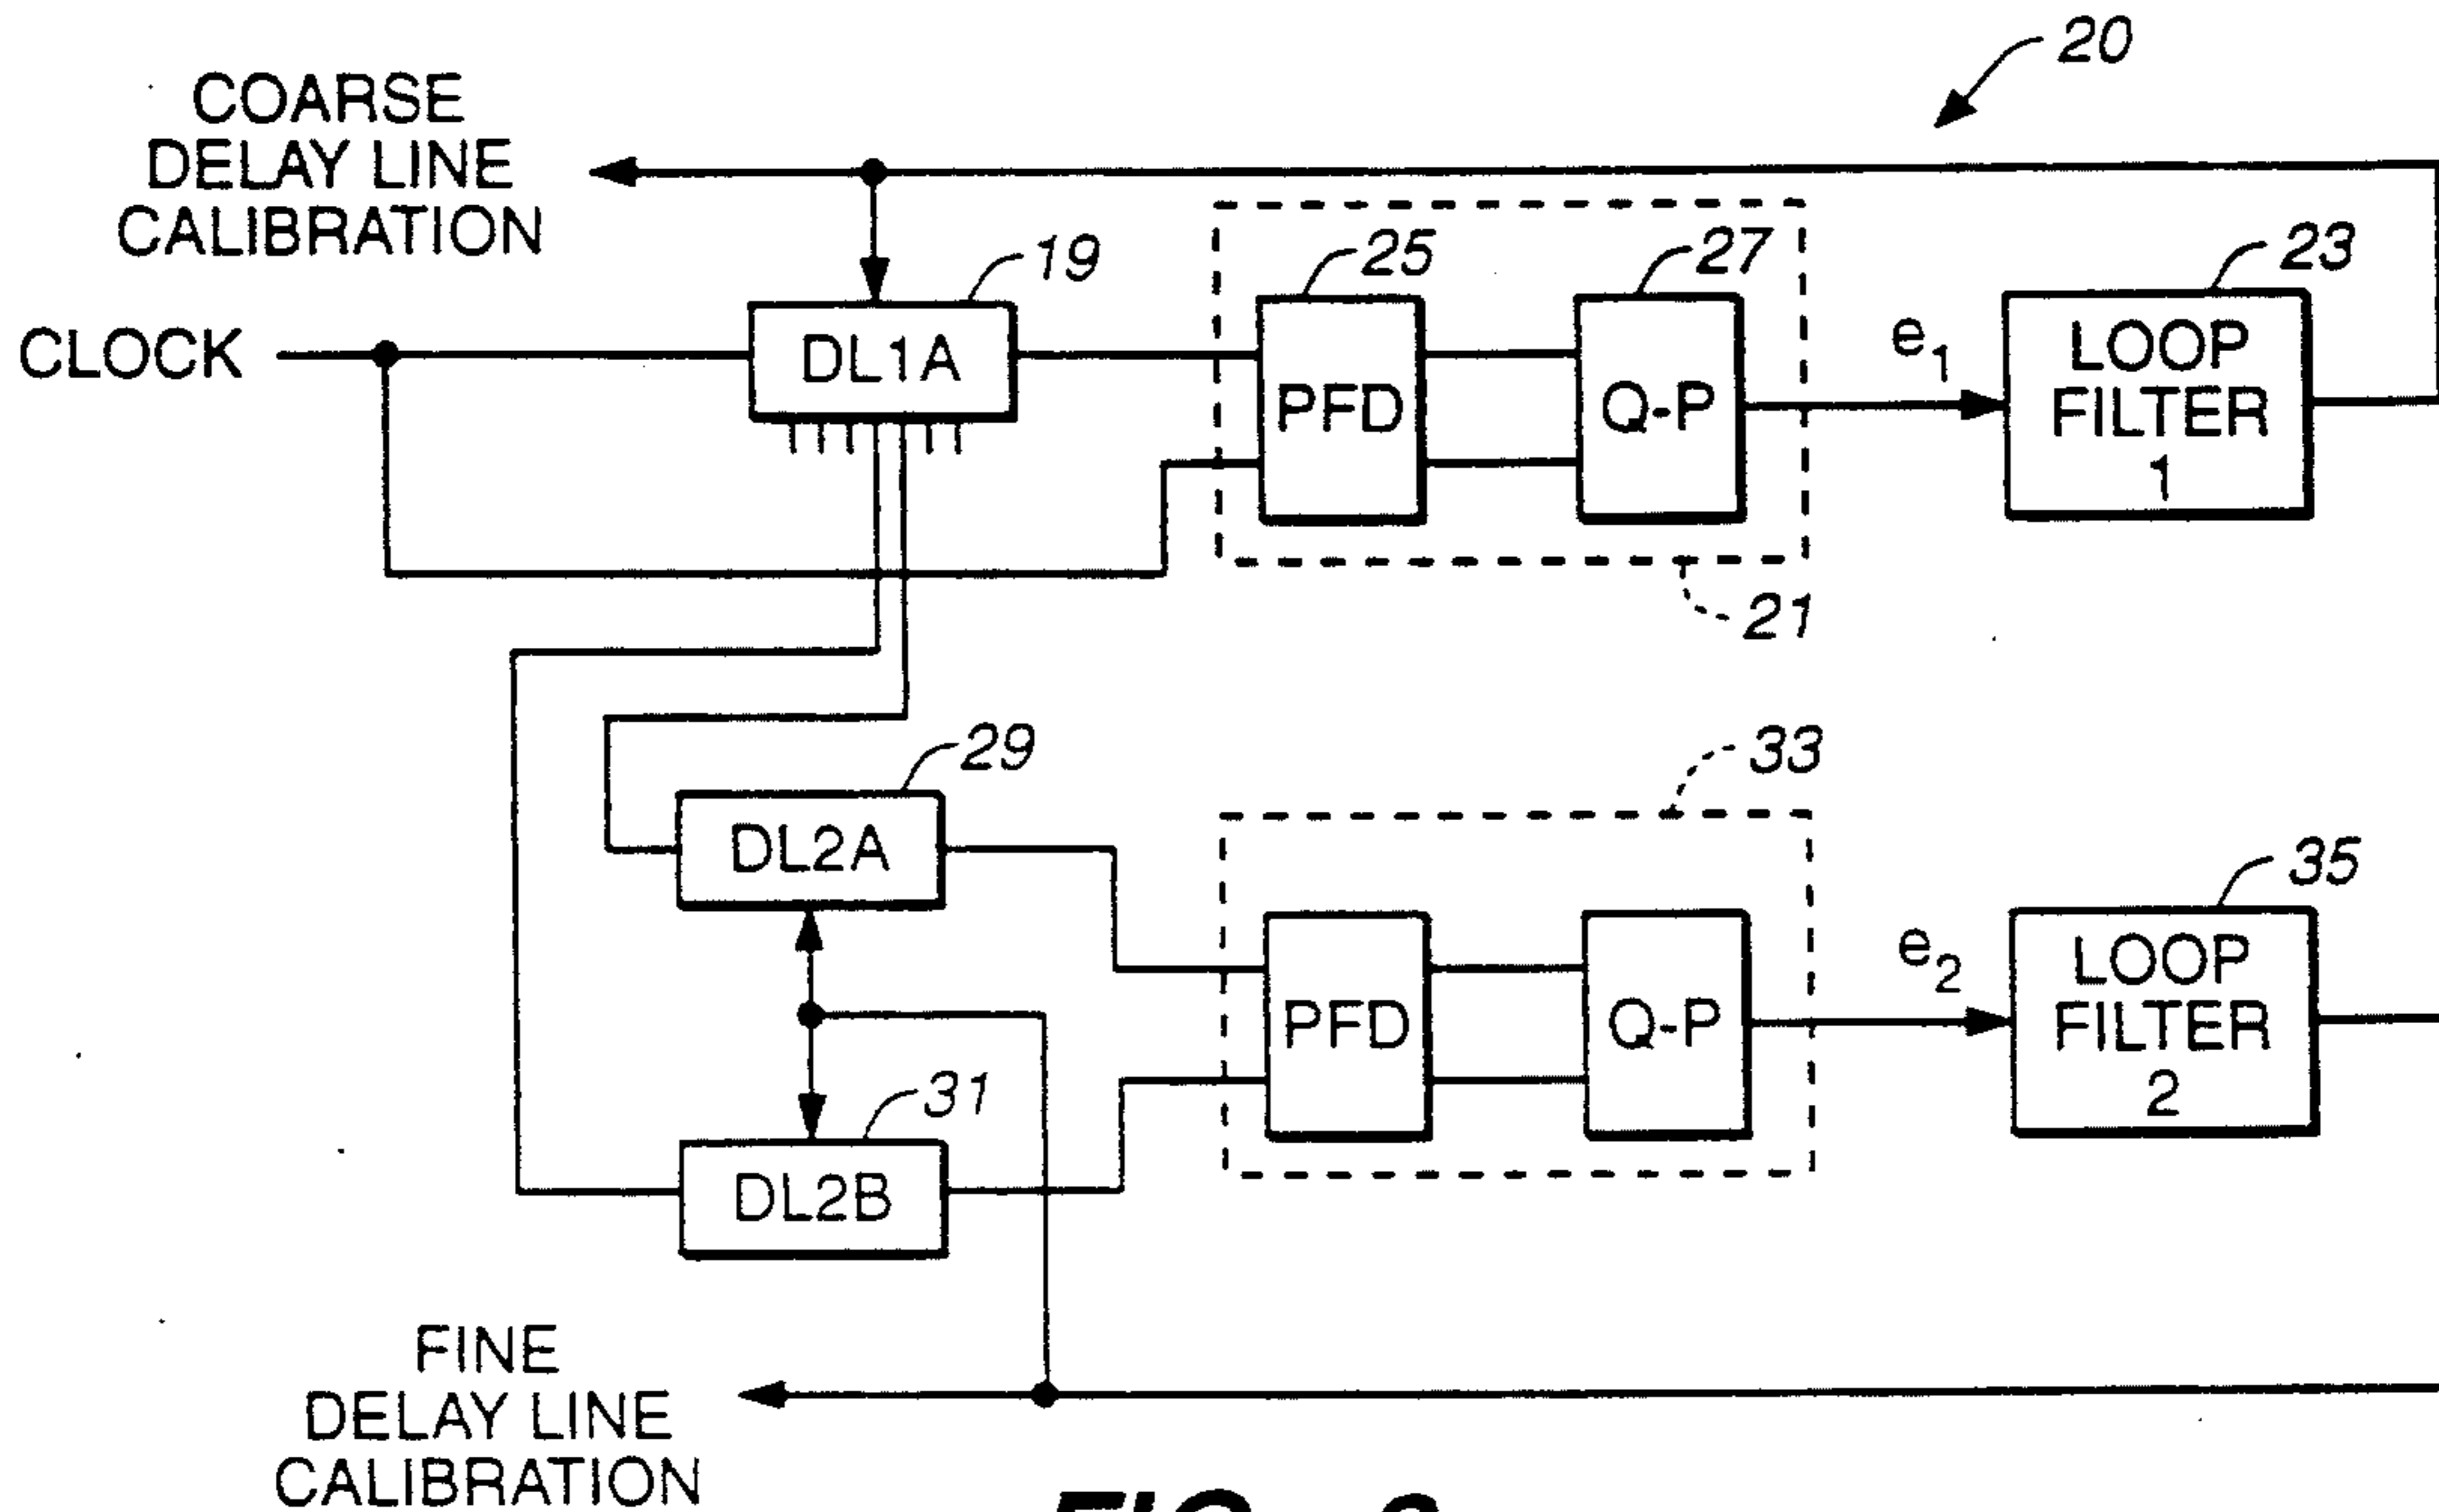 20
COARSE
DELAY LINE
CALIBRATION
19
25
27
23
CLOCK
DL1A
PFD
Q-P
e1
LOOP
FILTER
1
21
29
33
DL2A
35
PFD
Q-P
e2
LOOP
FILTER
2
31
DL2B
FINE
DELAY LINE
CALIBRATION